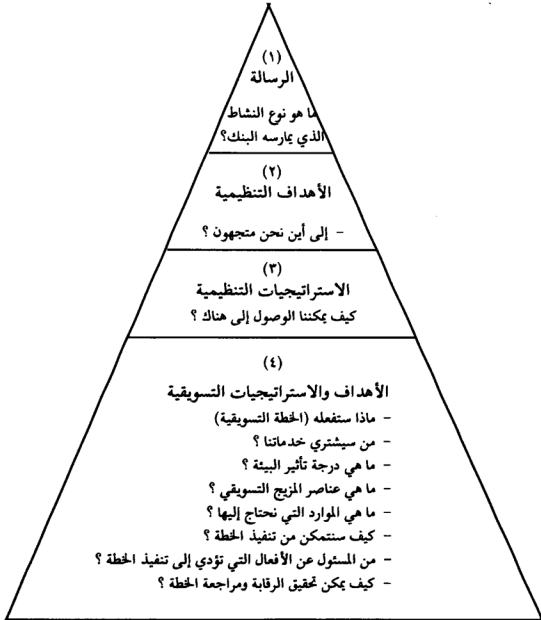 (١)
الرسالة
ما هو نوع النشاط
الذي يمارسه البنك؟
(٢)
الأهداف التنظيمية
- إلى أين نحن متجهون ؟
(٣)
الاستراتيجيات التنظيمية
كيف يمكننا الوصول إلى هناك ؟
(٤)
الأهداف والاستراتيجيات التسويقية
- ماذا ستفعله (الخطة التسويقية)
- من سيشتري خدماتنا ؟
- ما هي درجة تأثير البيئة ؟
- ما هي عناصر المزيج التسويقي ؟
- ما هي الموارد التي نحتاج إليها ؟
- كيف سنتمكن من تنفيذ الخطة ؟
- من المسئول عن الأفعال التي تؤدي إلى تنفيذ الخطة ؟
- كيف يمكن تحقيق الرقابة ومراجعة الخطة ؟